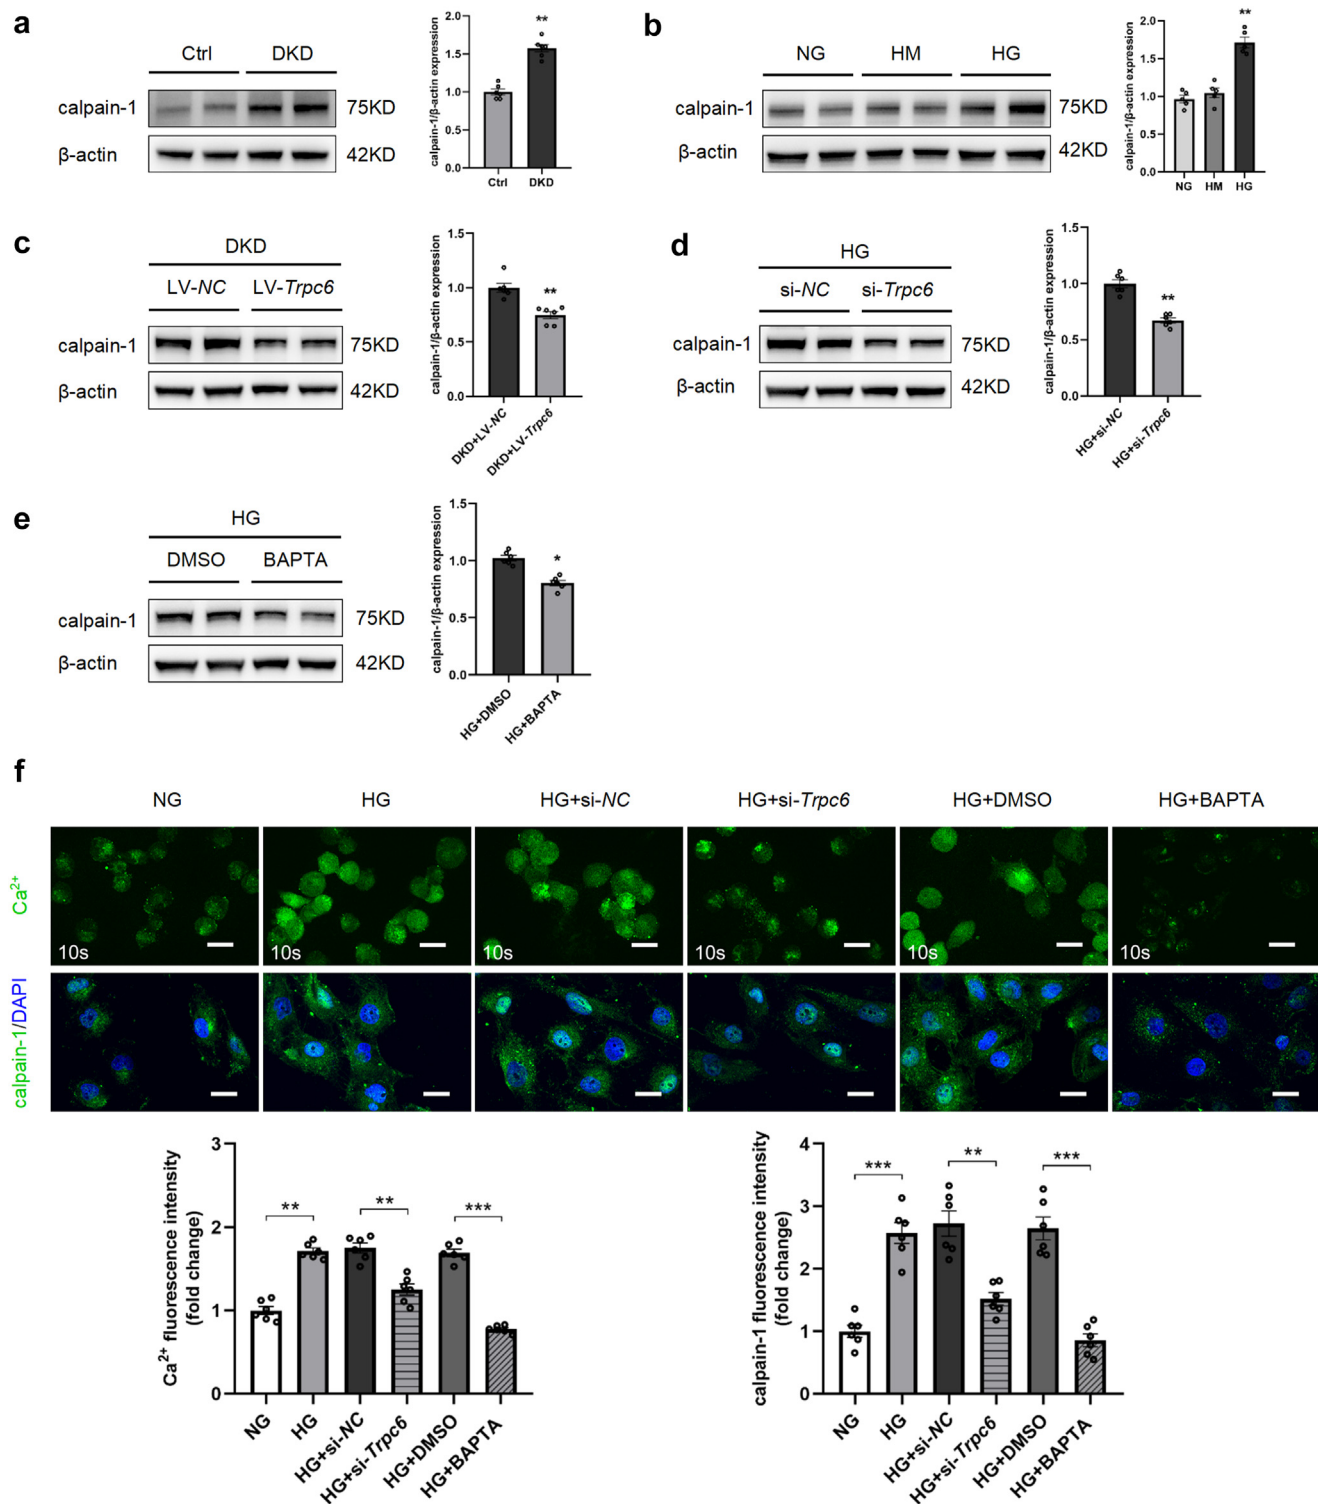 a
Ctrl DKD
calpain-1 75KD
β-actin 42KD
calpain-1/β-actin expression
2.0
1.5
1.0
0.5
0.0
**
Ctrl DKD
b
NG HM HG
calpain-1 75KD
β-actin 42KD
calpain-1/β-actin expression
2.0
1.5
1.0
0.5
0.0
**
NG HM HG
c
DKD
LV-NC LV-Trpc6
calpain-1 75KD
β-actin 42KD
calpain-1/β-actin expression
1.5
1.0
0.5
0.0
**
DKD+LV-NC
DKD+LV-Trpc6
d
HG
si-NC si-Trpc6
calpain-1 75KD
β-actin 42KD
calpain-1/β-actin expression
1.5
1.0
0.5
0.0
**
HG+si-NC
HG+si-Trpc6
e
HG
DMSO BAPTA
calpain-1 75KD
β-actin 42KD
calpain-1/β-actin expression
1.5
1.0
0.5
0.0
*
HG+DMSO
HG+BAPTA
f
NG HG HG+si-NC HG+si-Trpc6 HG+DMSO HG+BAPTA
Ca²⁺
10s 10s 10s 10s 10s 10s
calpain-1/DAPI
Ca²⁺ fluorescence intensity
(fold change)
3
2
1
0
** ** ***
NG
HG
HG+si-NC
HG+si-Trpc6
HG+DMSO
HG+BAPTA
calpain-1 fluorescence intensity
(fold change)
4
3
2
1
0
*** ** ***
NG
HG
HG+si-NC
HG+si-Trpc6
HG+DMSO
HG+BAPTA